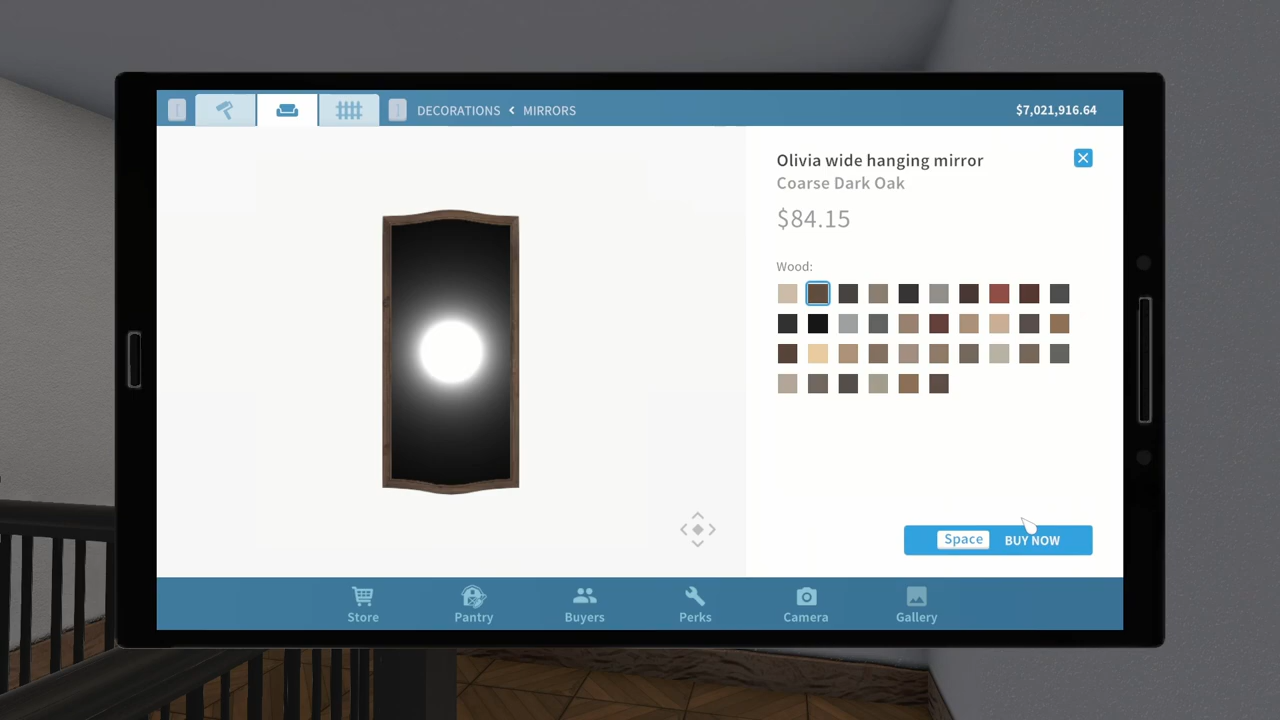 DECORATIONS < MIRRORS
$7,021,916.64
Olivia wide hanging mirror
Coarse Dark Oak
$84.15
Wood:
Space BUY NOW
Store Pantry Buyers Perks Camera Gallery